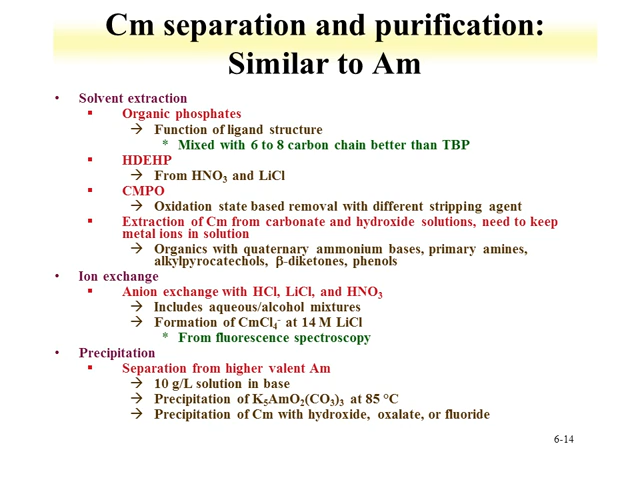 Cm separation and purification:
Similar to Am
• Solvent extraction
▪ Organic phosphates
→ Function of ligand structure
* Mixed with 6 to 8 carbon chain better than TBP
▪ HDEHP
→ From HNO₃ and LiCl
▪ CMPO
→ Oxidation state based removal with different stripping agent
▪ Extraction of Cm from carbonate and hydroxide solutions, need to keep
metal ions in solution
→ Organics with quaternary ammonium bases, primary amines,
alkylpyrocatechols, β-diketones, phenols
• Ion exchange
▪ Anion exchange with HCl, LiCl, and HNO₃
→ Includes aqueous/alcohol mixtures
→ Formation of CmCl₄⁻ at 14 M LiCl
* From fluorescence spectroscopy
• Precipitation
▪ Separation from higher valent Am
→ 10 g/L solution in base
→ Precipitation of K₅AmO₂(CO₃)₃ at 85 °C
→ Precipitation of Cm with hydroxide, oxalate, or fluoride
6-14